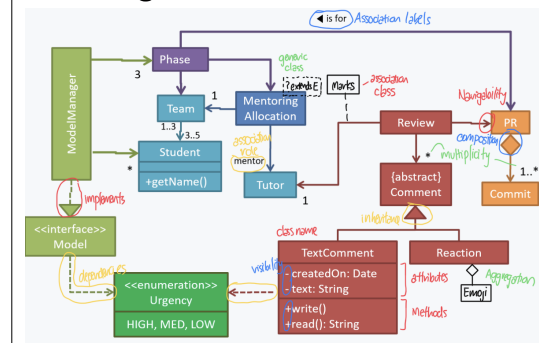 ◀ is for Association labels
Phase
3
generic class
? extends E
Marks
association class
ModelManager
Navigability
Team
1
Mentoring Allocation
Review
PR
composition
1..3
3..5
association role
mentor
*
multiplicity
Student
+getName()
*
Tutor
1
{abstract}
Comment
1..*
Commit
implements
inheritance
<<interface>>
Model
class name
TextComment
Reaction
dependencies
visibility
- createdOn: Date
- text: String
attributes
Aggregation
<<enumeration>>
Urgency
Emoji
HIGH, MED, LOW
+write()
+read(): String
Methods